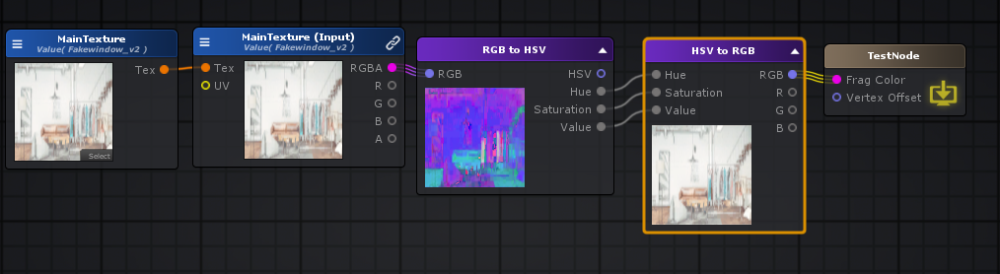 MainTexture
Value( Fakewindow_v2 )
Tex
Select
MainTexture (Input)
Value( Fakewindow_v2 )
Tex
UV
RGBA
R
G
B
A
RGB to HSV
RGB
HSV
Hue
Saturation
Value
HSV to RGB
Hue
Saturation
Value
RGB
R
G
B
TestNode
Frag Color
Vertex Offset